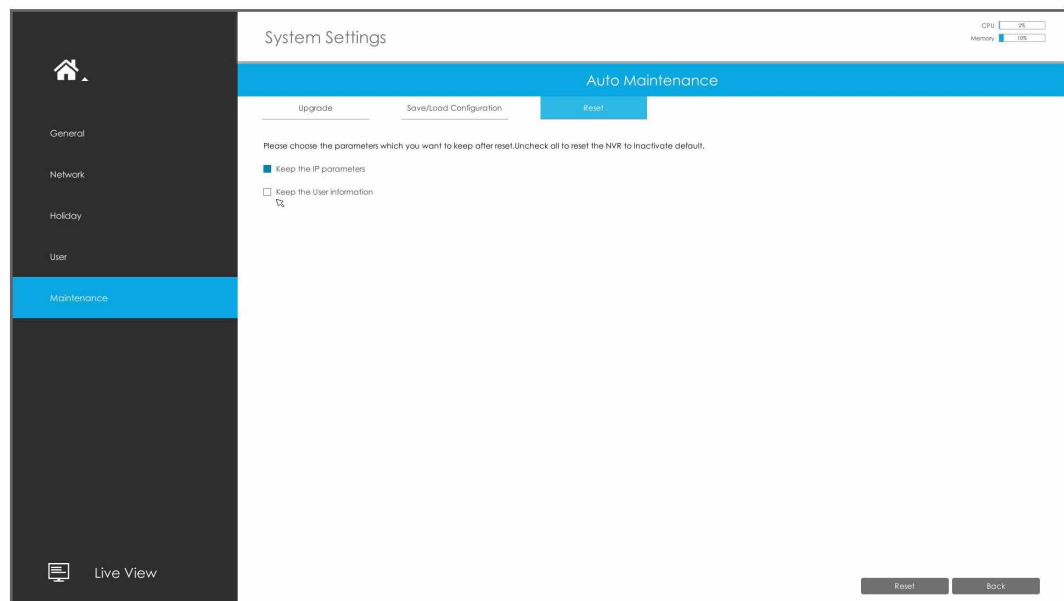 System Settings
CPU 2%
Memory 10%
Auto Maintenance
Upgrade Save/Load Configuration Reset
General
Network
Holiday
User
Maintenance
Live View
Please choose the parameters which you want to keep after reset.Uncheck all to reset the NVR to Inactivate default.
Keep the IP parameters
Keep the User information
Reset Back